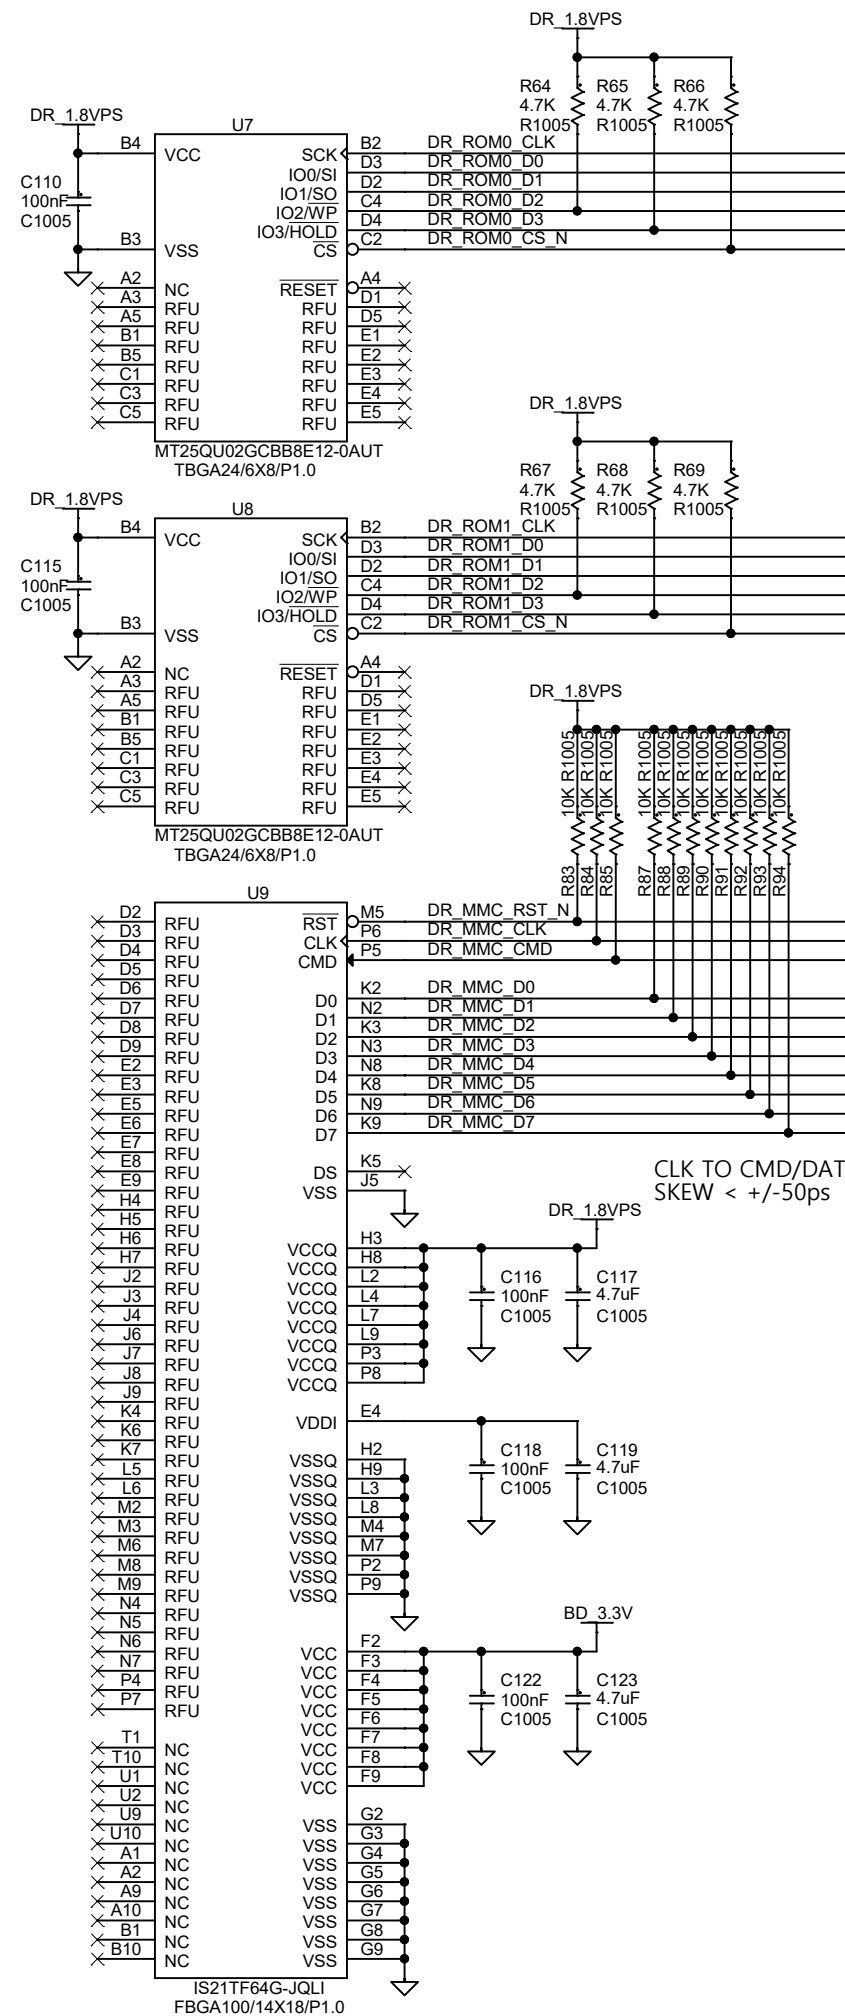 DR_1.8VPS
R64 R65 R66
4.7K 4.7K 4.7K
R1005 R1005 R1005
DR_1.8VPS
U7
B4 VCC SCK B2 DR_ROM0_CLK
IO0/SI D3 DR_ROM0_D0
IO1/SO D2 DR_ROM0_D1
IO2/WP C4 DR_ROM0_D2
IO3/HOLD D4 DR_ROM0_D3
B3 VSS CS C2 DR_ROM0_CS_N
C110
100nF
C1005
A2 NC RESET A4
A3 RFU RFU D1
A5 RFU RFU D5
B1 RFU RFU E1
B5 RFU RFU E2
C1 RFU RFU E3
C3 RFU RFU E4
C5 RFU RFU E5
MT25QU02GCBB8E12-0AUT
TBGA24/6X8/P1.0
DR_1.8VPS
R67 R68 R69
4.7K 4.7K 4.7K
R1005 R1005 R1005
DR_1.8VPS
U8
B4 VCC SCK B2 DR_ROM1_CLK
IO0/SI D3 DR_ROM1_D0
IO1/SO D2 DR_ROM1_D1
IO2/WP C4 DR_ROM1_D2
IO3/HOLD D4 DR_ROM1_D3
B3 VSS CS C2 DR_ROM1_CS_N
C115
100nF
C1005
A2 NC RESET A4
A3 RFU RFU D1
A5 RFU RFU D5
B1 RFU RFU E1
B5 RFU RFU E2
C1 RFU RFU E3
C3 RFU RFU E4
C5 RFU RFU E5
MT25QU02GCBB8E12-0AUT
TBGA24/6X8/P1.0
DR_1.8VPS
R83 10K R1005
R84 10K R1005
R85 10K R1005
R87 10K R1005
R88 10K R1005
R89 10K R1005
R90 10K R1005
R91 10K R1005
R92 10K R1005
R93 10K R1005
R94 10K R1005
U9
D2 RFU RST M5 DR_MMC_RST_N
D3 RFU CLK P6 DR_MMC_CLK
D4 RFU CMD P5 DR_MMC_CMD
D5 RFU
D6 RFU D0 K2 DR_MMC_D0
D7 RFU D1 N2 DR_MMC_D1
D8 RFU D2 K3 DR_MMC_D2
D9 RFU D3 N3 DR_MMC_D3
E2 RFU D4 N8 DR_MMC_D4
E3 RFU D5 K8 DR_MMC_D5
E5 RFU D6 N9 DR_MMC_D6
E6 RFU D7 K9 DR_MMC_D7
E7 RFU
E8 RFU DS K5
E9 RFU VSS J5
CLK TO CMD/DAT
SKEW < +/-50ps
DR_1.8VPS
H4 RFU
H5 RFU
H6 RFU VCCQ H3
H7 RFU VCCQ H8
J2 RFU VCCQ L2
J3 RFU VCCQ L4
J4 RFU VCCQ L7
J6 RFU VCCQ L9
J7 RFU VCCQ P3
J8 RFU VCCQ P8
C116 C117
100nF 4.7uF
C1005 C1005
J9 RFU
K4 RFU VDDI E4
K6 RFU
K7 RFU VSSQ H2
L5 RFU VSSQ H9
L6 RFU VSSQ L3
M2 RFU VSSQ L8
M3 RFU VSSQ M4
M6 RFU VSSQ M7
M8 RFU VSSQ P2
M9 RFU VSSQ P9
C118 C119
100nF 4.7uF
C1005 C1005
BD_3.3V
N4 RFU
N5 RFU
N6 RFU VCC F2
N7 RFU VCC F3
P4 RFU VCC F4
P7 RFU VCC F5
VCC F6
T1 NC VCC F7
T10 NC VCC F8
U1 NC VCC F9
C122 C123
100nF 4.7uF
C1005 C1005
U2 NC
U9 NC VSS G2
U10 NC VSS G3
A1 NC VSS G4
A2 NC VSS G5
A9 NC VSS G6
A10 NC VSS G7
B1 NC VSS G8
B10 NC VSS G9
IS21TF64G-JQLI
FBGA100/14X18/P1.0